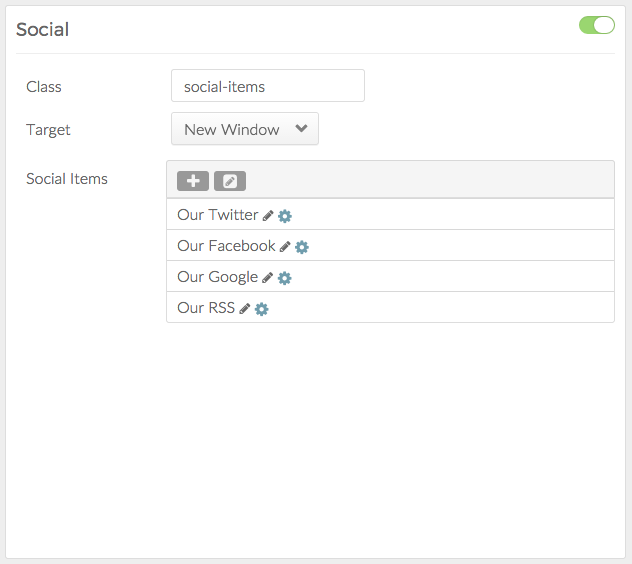 Social
Class social-items
Target New Window
Social Items
Our Twitter
Our Facebook
Our Google
Our RSS